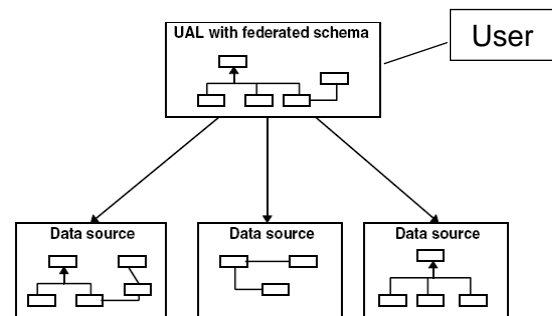 UAL with federated schema
User
Data source
Data source
Data source